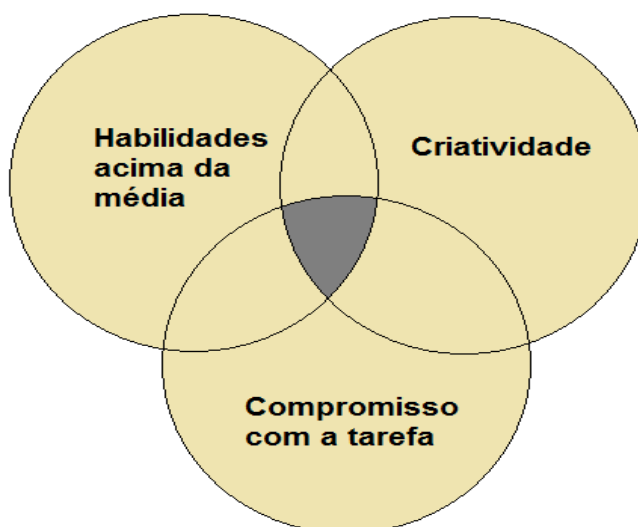 Habilidades
acima da
média
Criatividade
Compromisso
com a tarefa